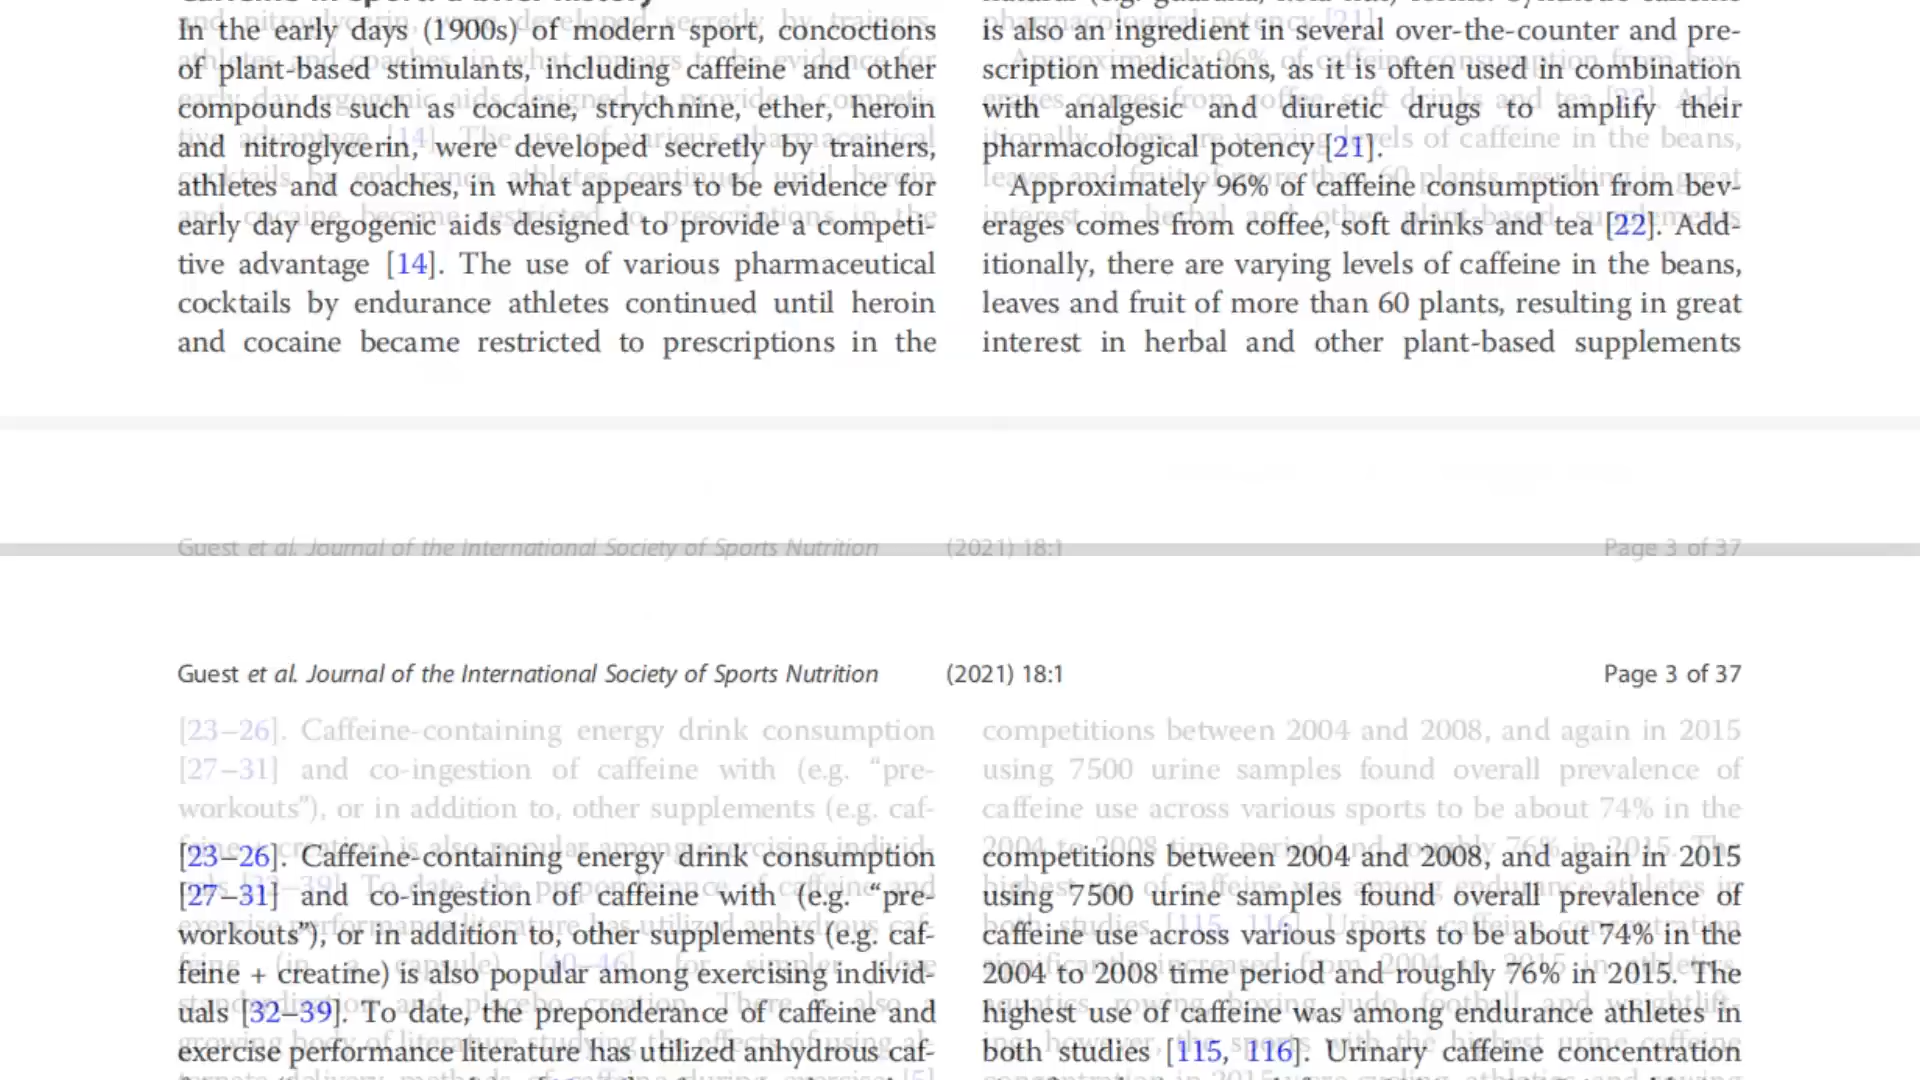 In the early days (1900s) of modern sport, concoctions
of plant-based stimulants, including caffeine and other
compounds such as cocaine, strychnine, ether, heroin
and nitroglycerin, were developed secretly by trainers,
athletes and coaches, in what appears to be evidence for
early day ergogenic aids designed to provide a competi-
tive advantage [14]. The use of various pharmaceutical
cocktails by endurance athletes continued until heroin
and cocaine became restricted to prescriptions in the
is also an ingredient in several over-the-counter and pre-
scription medications, as it is often used in combination
with analgesic and diuretic drugs to amplify their
pharmacological potency [21].
Approximately 96% of caffeine consumption from bev-
erages comes from coffee, soft drinks and tea [22]. Add-
itionally, there are varying levels of caffeine in the beans,
leaves and fruit of more than 60 plants, resulting in great
interest in herbal and other plant-based supplements
Guest et al. Journal of the International Society of Sports Nutrition (2021) 18:1 Page 3 of 37
[23–26]. Caffeine-containing energy drink consumption
[27–31] and co-ingestion of caffeine with (e.g. “pre-
workouts”), or in addition to, other supplements (e.g. caf-
feine + creatine) is also popular among exercising individ-
uals [32–39]. To date, the preponderance of caffeine and
exercise performance literature has utilized anhydrous caf-
competitions between 2004 and 2008, and again in 2015
using 7500 urine samples found overall prevalence of
caffeine use across various sports to be about 74% in the
2004 to 2008 time period and roughly 76% in 2015. The
highest use of caffeine was among endurance athletes in
both studies [115, 116]. Urinary caffeine concentration